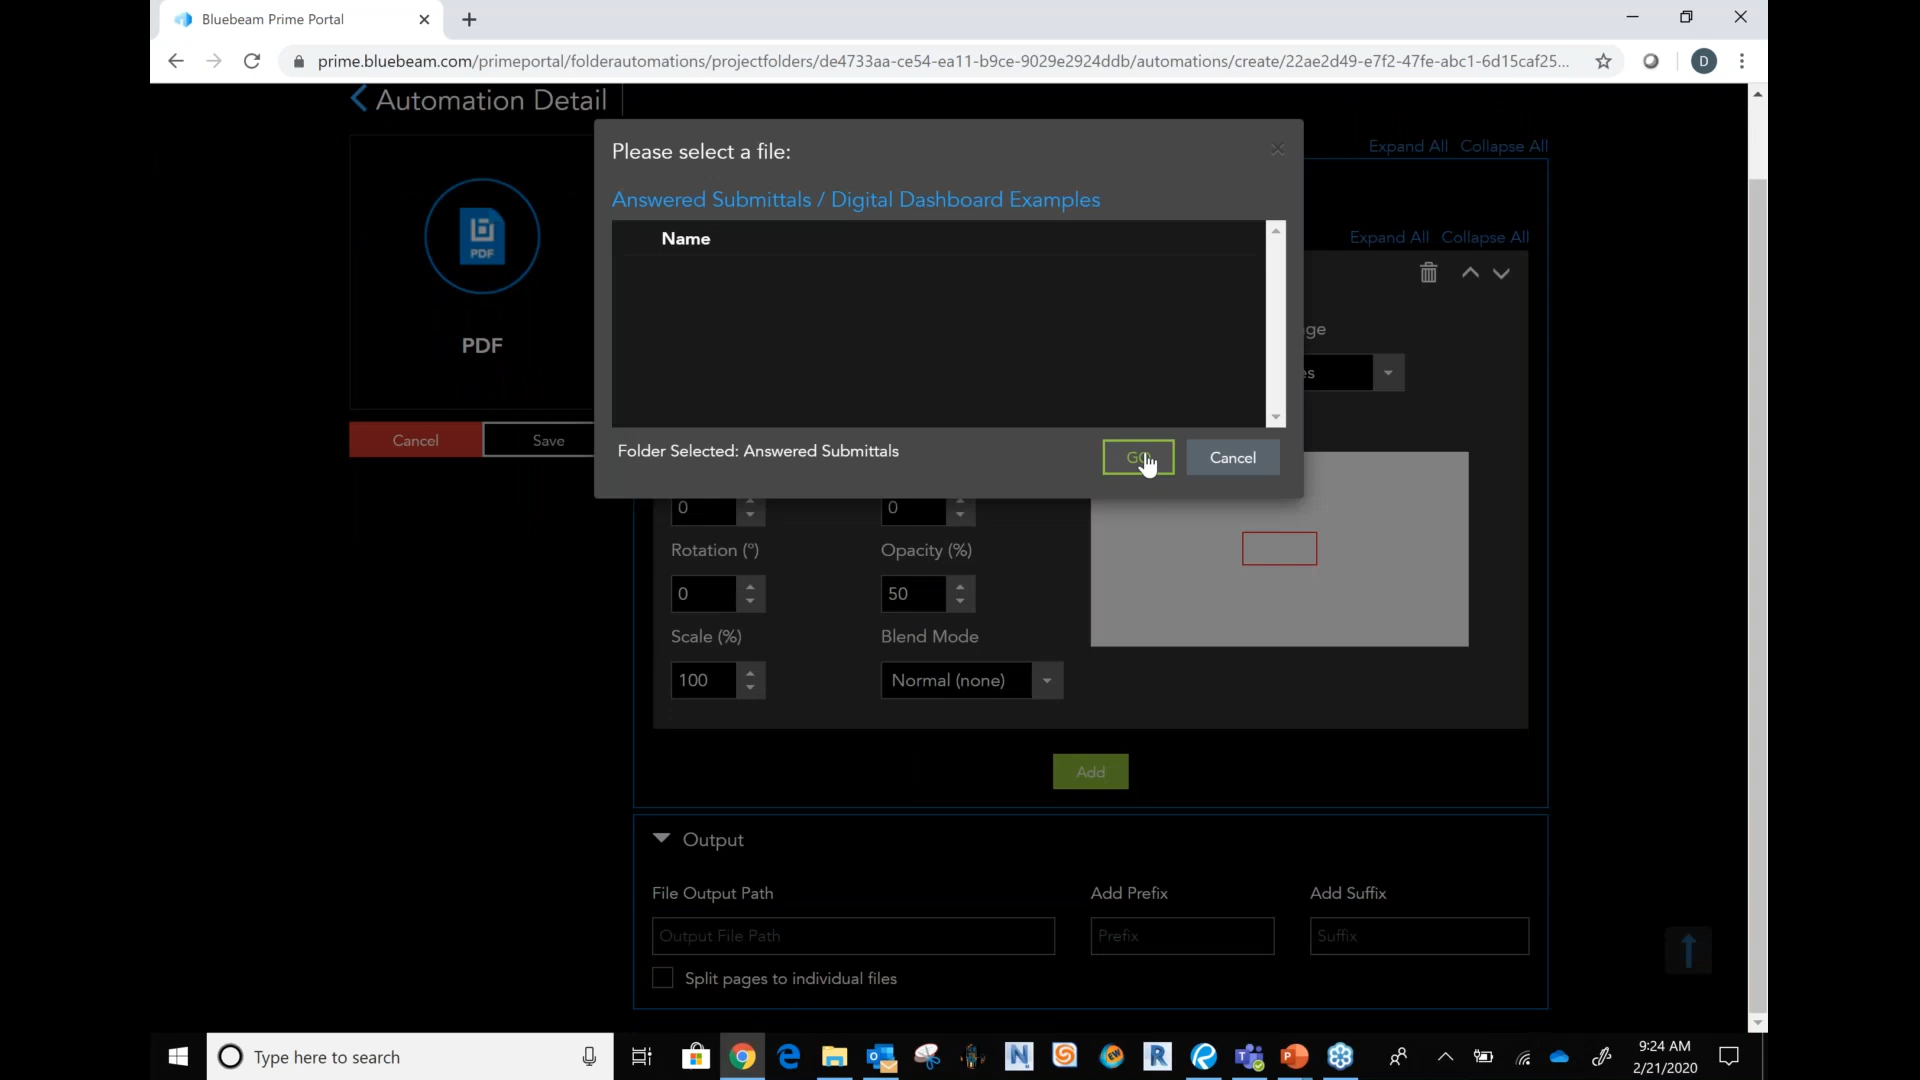 Bluebeam Prime Portal
prime.bluebeam.com/primeportal/folderautomations/projectfolders/de4733aa-ce54-ea11-b9ce-9029e2924ddb/automations/create/22ae2d49-e7f2-47fe-abc1-6d15caf25...
D
Automation Detail
Please select a file:
Expand All Collapse All
Answered Submittals / Digital Dashboard Examples
Name
Expand All Collapse All
PDF
PDF
Folder Selected: Answered Submittals
GO
Cancel
Cancel
Save
0
0
Rotation (°)
Opacity (%)
0
50
Scale (%)
Blend Mode
100
Normal (none)
Add
Output
File Output Path
Add Prefix
Add Suffix
Output File Path
Prefix
Suffix
Split pages to individual files
Type here to search
9:24 AM
2/21/2020